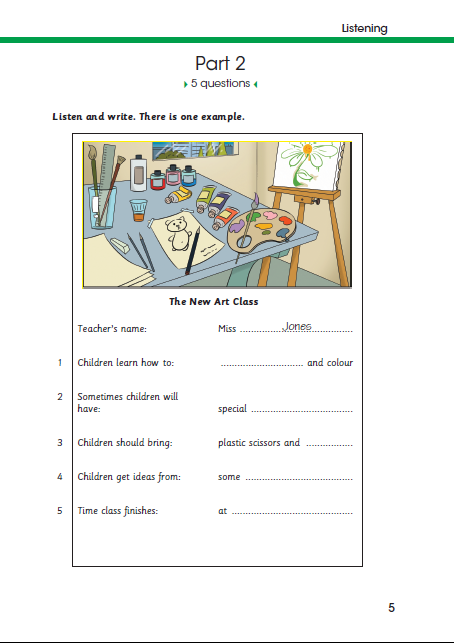 Listening
Part 2
5 questions
Listen and write. There is one example.
The New Art Class
Teacher's name: Miss ........................Jones........................
1 Children learn how to: .............................. and colour
2 Sometimes children will
have: special ....................................
3 Children should bring: plastic scissors and .................
4 Children get ideas from: some ......................................
5 Time class finishes: at ...........................................
5